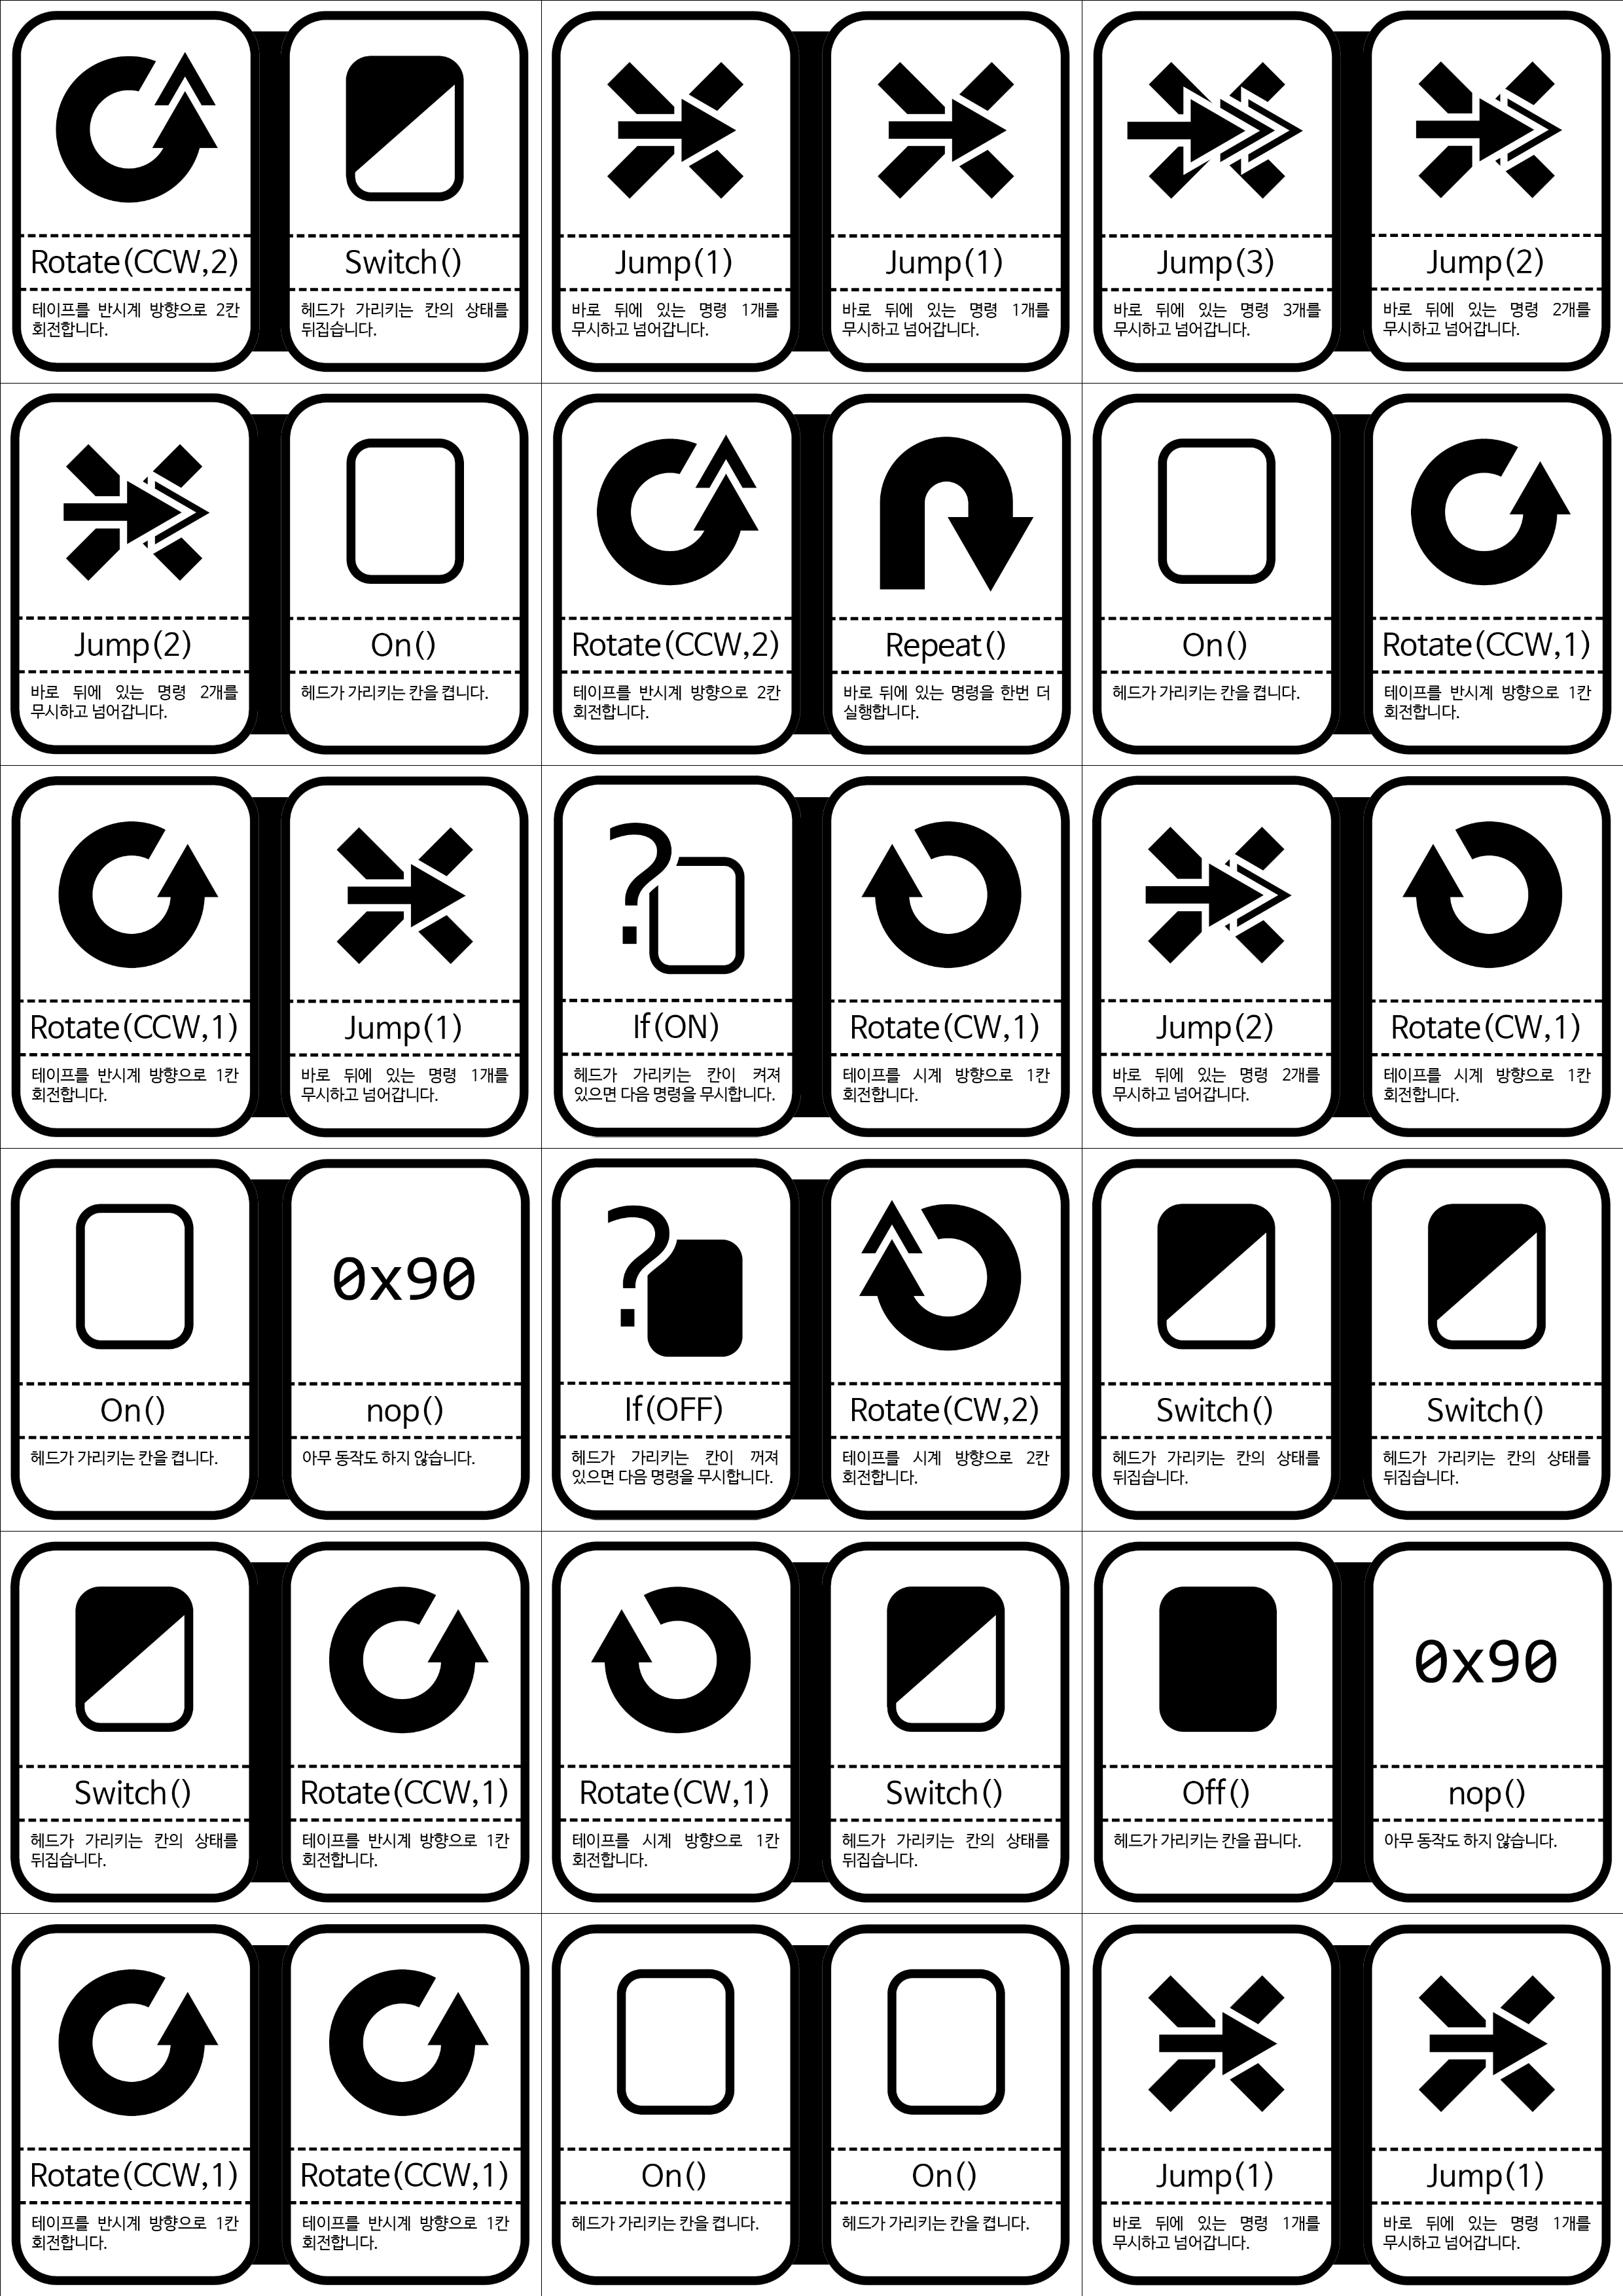 Rotate(CCW,2)
테이프를 반시계 방향으로 2칸
회전합니다.
Switch()
헤드가 가리키는 칸의 상태를
뒤집습니다.
Jump(1)
바로 뒤에 있는 명령 1개를
무시하고 넘어갑니다.
Jump(1)
바로 뒤에 있는 명령 1개를
무시하고 넘어갑니다.
Jump(3)
바로 뒤에 있는 명령 3개를
무시하고 넘어갑니다.
Jump(2)
바로 뒤에 있는 명령 2개를
무시하고 넘어갑니다.
Jump(2)
바로 뒤에 있는 명령 2개를
무시하고 넘어갑니다.
On()
헤드가 가리키는 칸을 켭니다.
Rotate(CCW,2)
테이프를 반시계 방향으로 2칸
회전합니다.
Repeat()
바로 뒤에 있는 명령을 한번 더
실행합니다.
On()
헤드가 가리키는 칸을 켭니다.
Rotate(CCW,1)
테이프를 반시계 방향으로 1칸
회전합니다.
Rotate(CCW,1)
테이프를 반시계 방향으로 1칸
회전합니다.
Jump(1)
바로 뒤에 있는 명령 1개를
무시하고 넘어갑니다.
?
If(ON)
헤드가 가리키는 칸이 켜져
있으면 다음 명령을 무시합니다.
Rotate(CW,1)
테이프를 시계 방향으로 1칸
회전합니다.
Jump(2)
바로 뒤에 있는 명령 2개를
무시하고 넘어갑니다.
Rotate(CW,1)
테이프를 시계 방향으로 1칸
회전합니다.
On()
헤드가 가리키는 칸을 켭니다.
0x90
nop()
아무 동작도 하지 않습니다.
?
If(OFF)
헤드가 가리키는 칸이 꺼져
있으면 다음 명령을 무시합니다.
Rotate(CW,2)
테이프를 시계 방향으로 2칸
회전합니다.
Switch()
헤드가 가리키는 칸의 상태를
뒤집습니다.
Switch()
헤드가 가리키는 칸의 상태를
뒤집습니다.
Switch()
헤드가 가리키는 칸의 상태를
뒤집습니다.
Rotate(CCW,1)
테이프를 반시계 방향으로 1칸
회전합니다.
Rotate(CW,1)
테이프를 시계 방향으로 1칸
회전합니다.
Switch()
헤드가 가리키는 칸의 상태를
뒤집습니다.
Off()
헤드가 가리키는 칸을 끕니다.
0x90
nop()
아무 동작도 하지 않습니다.
Rotate(CCW,1)
테이프를 반시계 방향으로 1칸
회전합니다.
Rotate(CCW,1)
테이프를 반시계 방향으로 1칸
회전합니다.
On()
헤드가 가리키는 칸을 켭니다.
On()
헤드가 가리키는 칸을 켭니다.
Jump(1)
바로 뒤에 있는 명령 1개를
무시하고 넘어갑니다.
Jump(1)
바로 뒤에 있는 명령 1개를
무시하고 넘어갑니다.